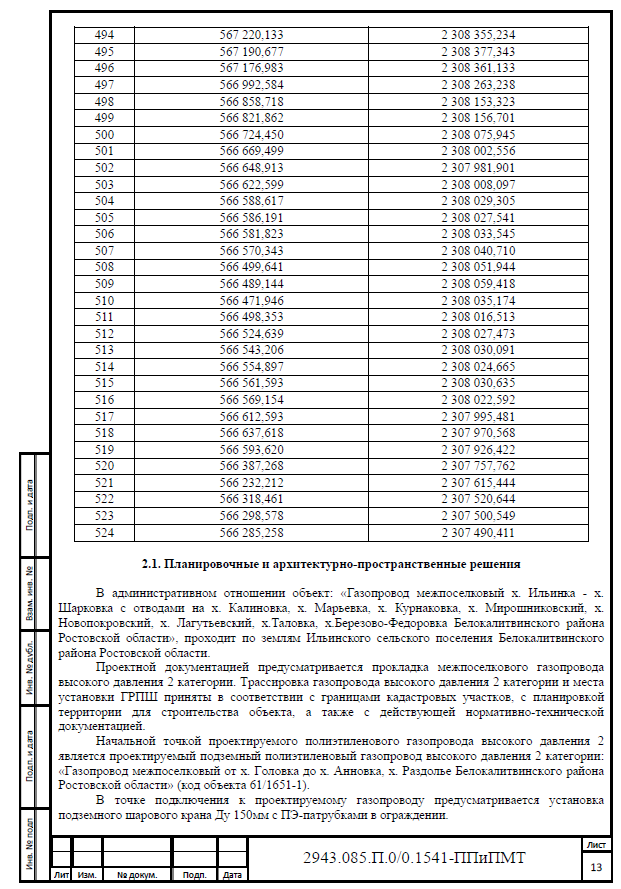 494 567 220,133 2 308 355,234
495 567 190,677 2 308 377,343
496 567 176,983 2 308 361,133
497 566 992,584 2 308 263,238
498 566 858,718 2 308 153,323
499 566 821,862 2 308 156,701
500 566 724,450 2 308 075,945
501 566 669,499 2 308 002,556
502 566 648,913 2 307 981,901
503 566 622,599 2 308 008,097
504 566 588,617 2 308 029,305
505 566 586,191 2 308 027,541
506 566 581,823 2 308 033,545
507 566 570,343 2 308 040,710
508 566 499,641 2 308 051,944
509 566 489,144 2 308 059,418
510 566 471,946 2 308 035,174
511 566 498,353 2 308 016,513
512 566 524,639 2 308 027,473
513 566 543,206 2 308 030,091
514 566 554,897 2 308 024,665
515 566 561,593 2 308 030,635
516 566 569,154 2 308 022,592
517 566 612,593 2 307 995,481
518 566 637,618 2 307 970,568
519 566 593,620 2 307 926,422
520 566 387,268 2 307 757,762
521 566 232,212 2 307 615,444
522 566 318,461 2 307 520,644
523 566 298,578 2 307 500,549
524 566 285,258 2 307 490,411
2.1. Планировочные и архитектурно-пространственные решения
В административном отношении объект: «Газопровод межпоселковый х. Ильинка - х.
Шарковка с отводами на х. Калиновка, х. Марьевка, х. Курнаковка, х. Мирошниковский, х.
Новопокровский, х. Лагутьевский, х.Таловка, х.Березово-Федоровка Белокалитвинского района
Ростовской области», проходит по землям Ильинского сельского поселения Белокалитвинского
района Ростовской области.
Проектной документацией предусматривается прокладка межпоселкового газопровода
высокого давления 2 категории. Трассировка газопровода высокого давления 2 категории и места
установки ГРПШ приняты в соответствии с границами кадастровых участков, с планировкой
территории для строительства объекта, а также с действующей нормативно-технической
документацией.
Начальной точкой проектируемого полиэтиленового газопровода высокого давления 2
является проектируемый подземный полиэтиленовый газопровод высокого давления 2 категории:
«Газопровод межпоселковый от х. Головка до х. Анновка, х. Раздолье Белокалитвинского района
Ростовской области» (код объекта 61/1651-1).
В точке подключения к проектируемому газопроводу предусматривается установка
подземного шарового крана Ду 150мм с ПЭ-патрубками в ограждении.
Подп. и дата
Взам. инв. №
Инв. № дубл.
Подп. и дата
Инв. № подп
Лит Изм. № докум. Подп. Дата
2943.085.П.0/0.1541-ППиПМТ
Лист
13